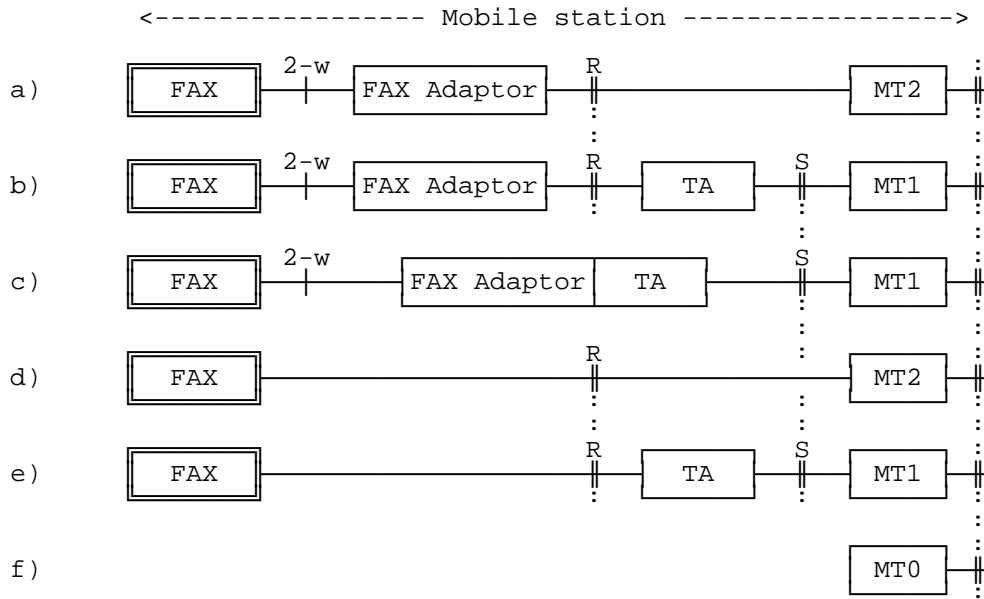 <----------------- Mobile station ----------------->
2-w R
a) FAX FAX Adaptor MT2
2-w R S
b) FAX FAX Adaptor TA MT1
2-w S
c) FAX FAX Adaptor TA MT1
R
d) FAX MT2
R S
e) FAX TA MT1
f) MT0